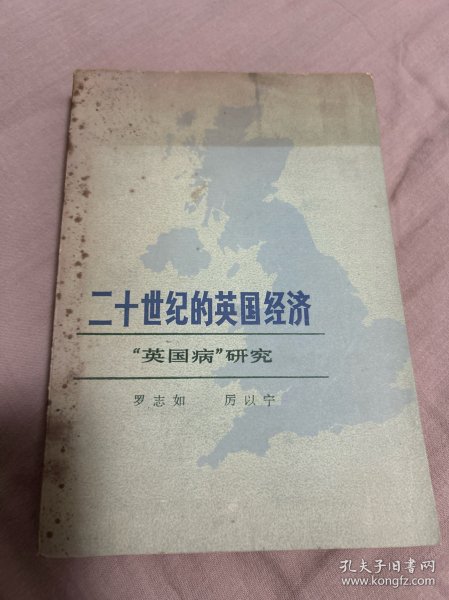 二十世纪的英国经济
“英国病”研究
罗志如 厉以宁
孔夫子旧书网
www.kongfz.com